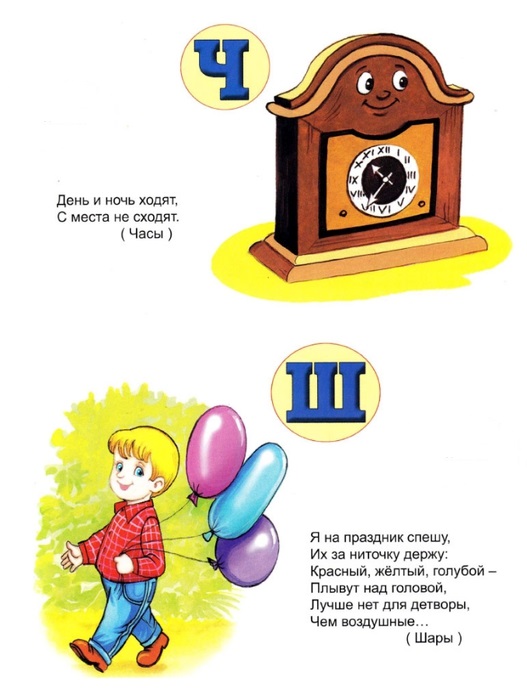 Ч
День и ночь ходят,
С места не сходят.
( Часы )
XII
Ш
Я на праздник спешу,
Их за ниточку держу:
Красный, жёлтый, голубой –
Плывут над головой,
Лучше нет для детворы,
Чем воздушные…
( Шары )